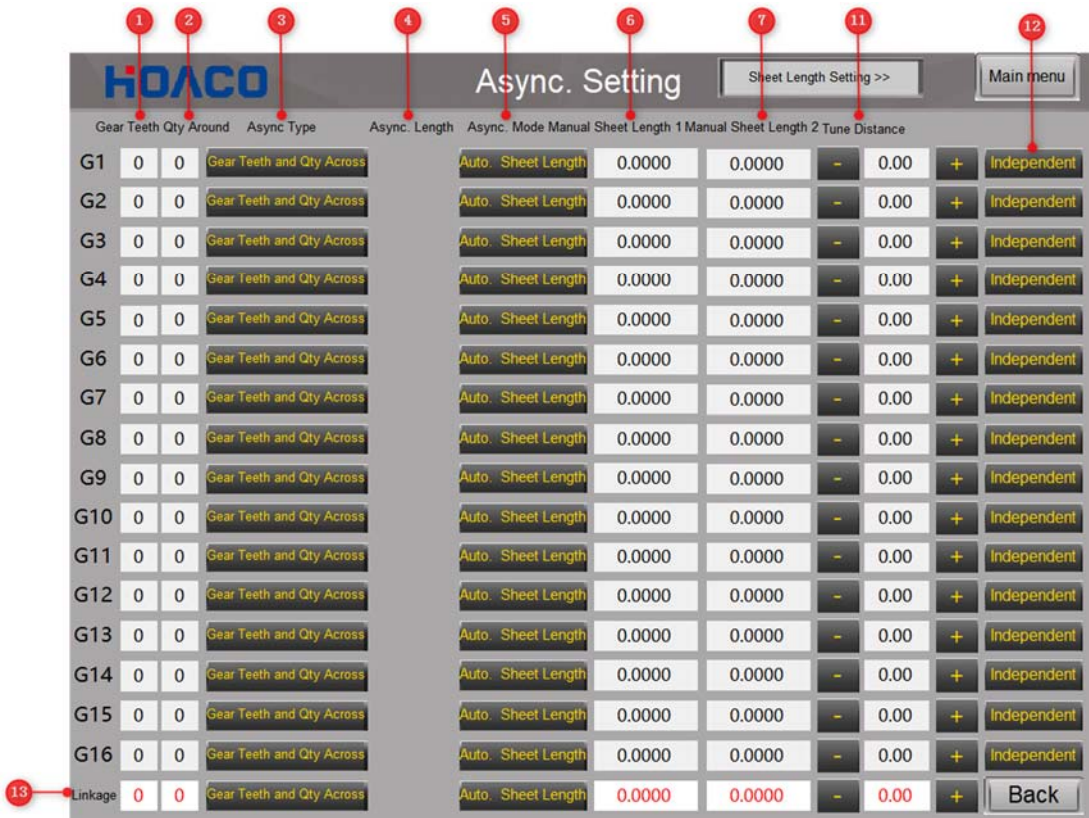 1 2 3 4 5 6 7 11 12
HOACO Async. Setting Sheet Length Setting >> Main menu
Gear Teeth Qty Around Async Type Async. Length Async. Mode Manual Sheet Length 1 Manual Sheet Length 2 Tune Distance
G1 0 0 Gear Teeth and Qty Across Auto. Sheet Length 0.0000 0.0000 - 0.00 + Independent
G2 0 0 Gear Teeth and Qty Across Auto. Sheet Length 0.0000 0.0000 - 0.00 + Independent
G3 0 0 Gear Teeth and Qty Across Auto. Sheet Length 0.0000 0.0000 - 0.00 + Independent
G4 0 0 Gear Teeth and Qty Across Auto. Sheet Length 0.0000 0.0000 - 0.00 + Independent
G5 0 0 Gear Teeth and Qty Across Auto. Sheet Length 0.0000 0.0000 - 0.00 + Independent
G6 0 0 Gear Teeth and Qty Across Auto. Sheet Length 0.0000 0.0000 - 0.00 + Independent
G7 0 0 Gear Teeth and Qty Across Auto. Sheet Length 0.0000 0.0000 - 0.00 + Independent
G8 0 0 Gear Teeth and Qty Across Auto. Sheet Length 0.0000 0.0000 - 0.00 + Independent
G9 0 0 Gear Teeth and Qty Across Auto. Sheet Length 0.0000 0.0000 - 0.00 + Independent
G10 0 0 Gear Teeth and Qty Across Auto. Sheet Length 0.0000 0.0000 - 0.00 + Independent
G11 0 0 Gear Teeth and Qty Across Auto. Sheet Length 0.0000 0.0000 - 0.00 + Independent
G12 0 0 Gear Teeth and Qty Across Auto. Sheet Length 0.0000 0.0000 - 0.00 + Independent
G13 0 0 Gear Teeth and Qty Across Auto. Sheet Length 0.0000 0.0000 - 0.00 + Independent
G14 0 0 Gear Teeth and Qty Across Auto. Sheet Length 0.0000 0.0000 - 0.00 + Independent
G15 0 0 Gear Teeth and Qty Across Auto. Sheet Length 0.0000 0.0000 - 0.00 + Independent
G16 0 0 Gear Teeth and Qty Across Auto. Sheet Length 0.0000 0.0000 - 0.00 + Independent
13 Linkage 0 0 Gear Teeth and Qty Across Auto. Sheet Length 0.0000 0.0000 - 0.00 + Back